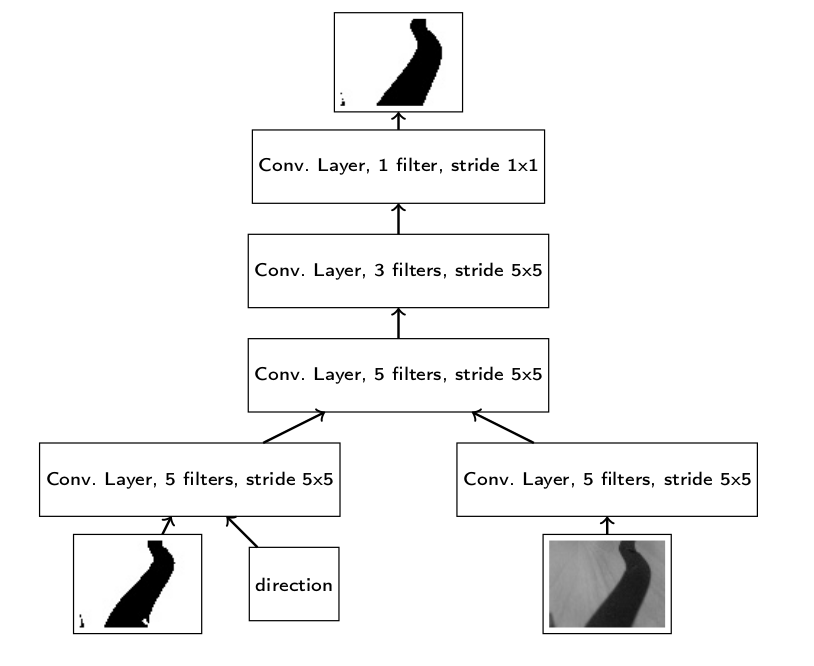 Conv. Layer, 1 filter, stride 1x1
Conv. Layer, 3 filters, stride 5x5
Conv. Layer, 5 filters, stride 5x5
Conv. Layer, 5 filters, stride 5x5
Conv. Layer, 5 filters, stride 5x5
direction